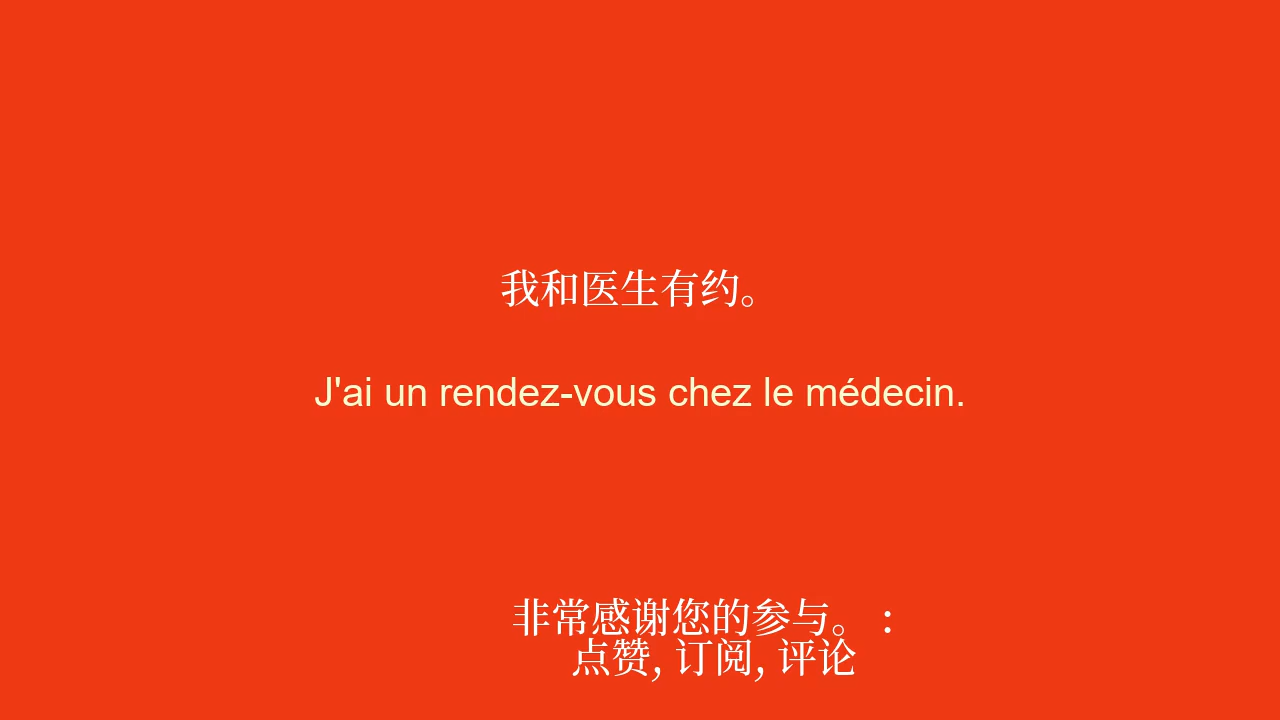 我和医生有约。
J'ai un rendez-vous chez le médecin.
非常感谢您的参与。 :
点赞, 订阅, 评论